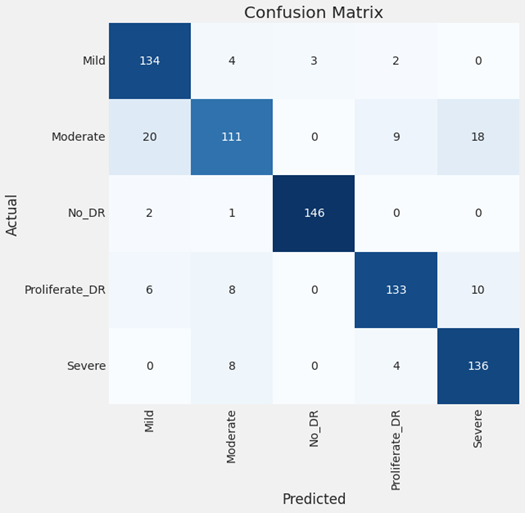 Confusion Matrix
Actual
Mild 134 4 3 2 0
Moderate 20 111 0 9 18
No_DR 2 1 146 0 0
Proliferate_DR 6 8 0 133 10
Severe 0 8 0 4 136
Mild Moderate No_DR Proliferate_DR Severe
Predicted